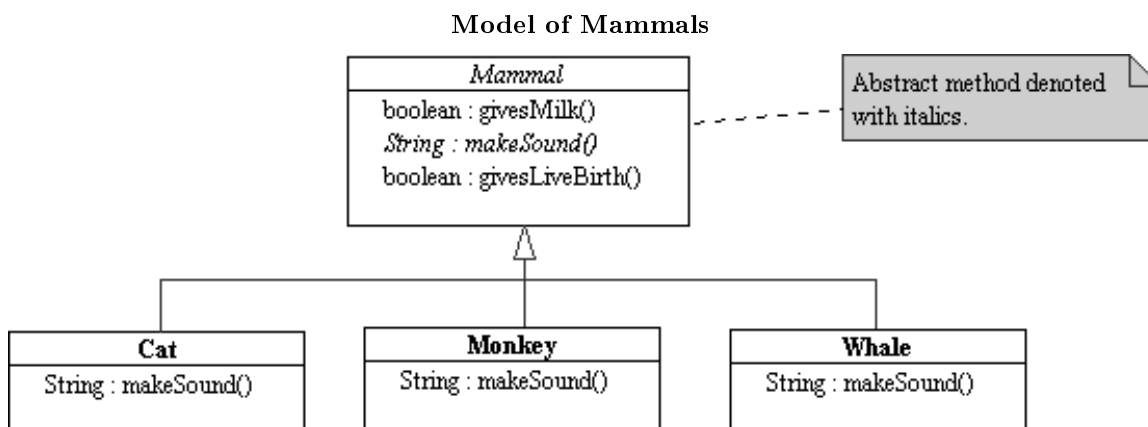 Model of Mammals
Mammal
boolean : givesMilk()
String : makeSound()
boolean : givesLiveBirth()
Abstract method denoted
with italics.
Cat
String : makeSound()
Monkey
String : makeSound()
Whale
String : makeSound()